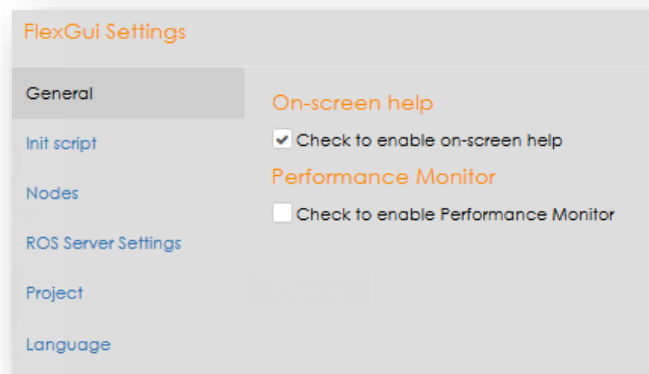 FlexGui Settings
General
Init script
Nodes
ROS Server Settings
Project
Language
On-screen help
Check to enable on-screen help
Performance Monitor
Check to enable Performance Monitor